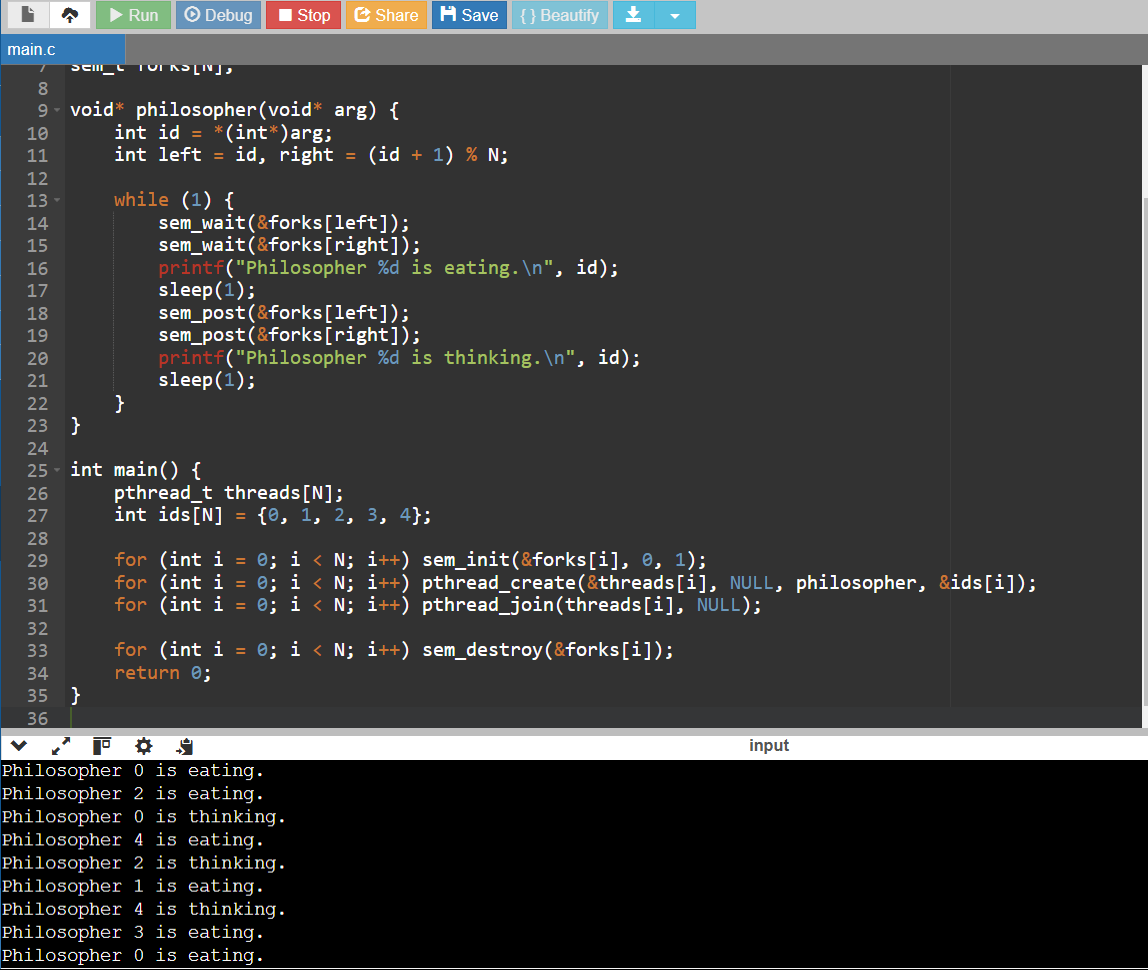 Run Debug Stop Share Save { } Beautify
main.c
7 sem_t forks[N];
8
9 void* philosopher(void* arg) {
10     int id = *(int*)arg;
11     int left = id, right = (id + 1) % N;
12
13     while (1) {
14         sem_wait(&forks[left]);
15         sem_wait(&forks[right]);
16         printf("Philosopher %d is eating.\n", id);
17         sleep(1);
18         sem_post(&forks[left]);
19         sem_post(&forks[right]);
20         printf("Philosopher %d is thinking.\n", id);
21         sleep(1);
22     }
23 }
24
25 int main() {
26     pthread_t threads[N];
27     int ids[N] = {0, 1, 2, 3, 4};
28
29     for (int i = 0; i < N; i++) sem_init(&forks[i], 0, 1);
30     for (int i = 0; i < N; i++) pthread_create(&threads[i], NULL, philosopher, &ids[i]);
31     for (int i = 0; i < N; i++) pthread_join(threads[i], NULL);
32
33     for (int i = 0; i < N; i++) sem_destroy(&forks[i]);
34     return 0;
35 }
36
input
Philosopher 0 is eating.
Philosopher 2 is eating.
Philosopher 0 is thinking.
Philosopher 4 is eating.
Philosopher 2 is thinking.
Philosopher 1 is eating.
Philosopher 4 is thinking.
Philosopher 3 is eating.
Philosopher 0 is eating.